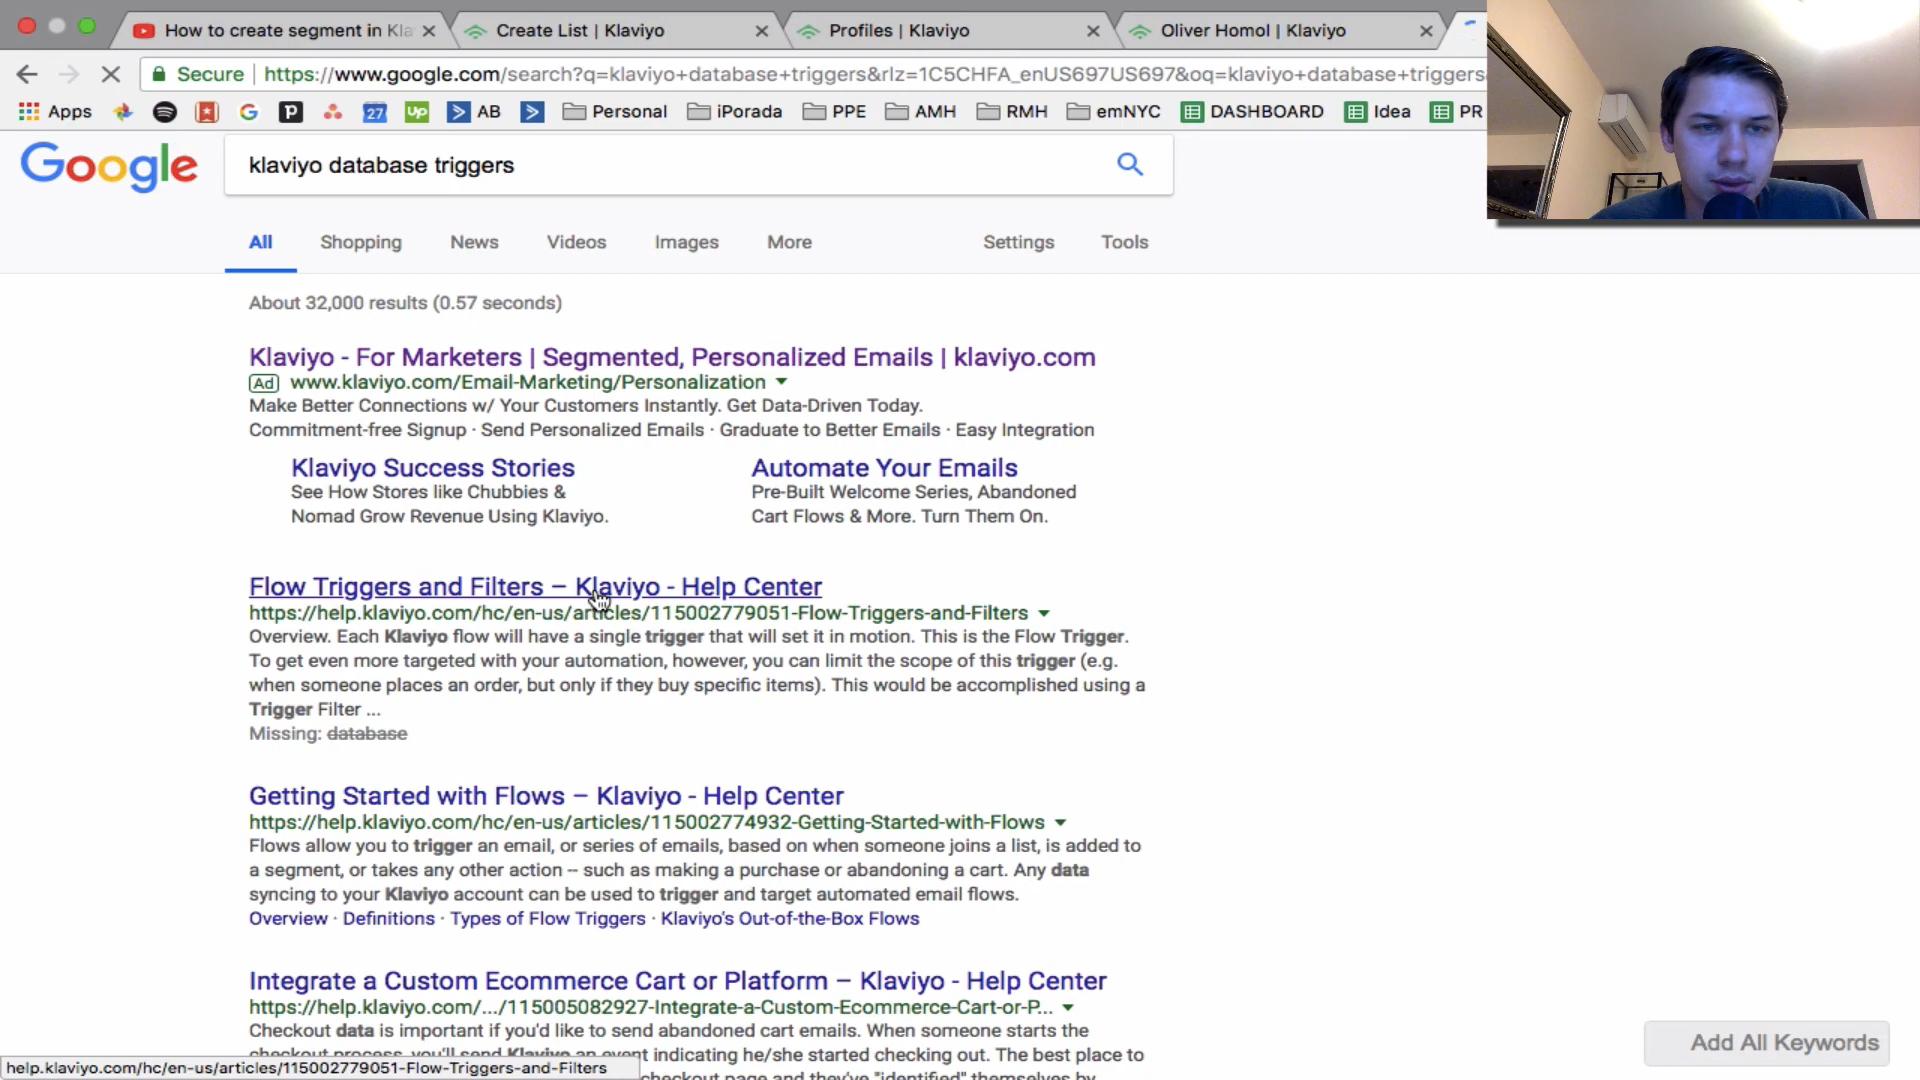 How to create segment in Kla
Create List | Klaviyo
Profiles | Klaviyo
Oliver Homol | Klaviyo
Secure | https://www.google.com/search?q=klaviyo+database+triggers&rlz=1C5CHFA_enUS697US697&oq=klaviyo+database+triggers
Apps
27
up
AB
Personal
iPorada
PPE
AMH
RMH
emNYC
DASHBOARD
Idea
PR
Google
klaviyo database triggers
All
Shopping
News
Videos
Images
More
Settings
Tools
About 32,000 results (0.57 seconds)
Klaviyo - For Marketers | Segmented, Personalized Emails | klaviyo.com
Ad www.klaviyo.com/Email-Marketing/Personalization
Make Better Connections w/ Your Customers Instantly. Get Data-Driven Today.
Commitment-free Signup · Send Personalized Emails · Graduate to Better Emails · Easy Integration
Klaviyo Success Stories
See How Stores like Chubbies &
Nomad Grow Revenue Using Klaviyo.
Automate Your Emails
Pre-Built Welcome Series, Abandoned
Cart Flows & More. Turn Them On.
Flow Triggers and Filters – Klaviyo - Help Center
https://help.klaviyo.com/hc/en-us/articles/115002779051-Flow-Triggers-and-Filters
Overview. Each Klaviyo flow will have a single trigger that will set it in motion. This is the Flow Trigger.
To get even more targeted with your automation, however, you can limit the scope of this trigger (e.g.
when someone places an order, but only if they buy specific items). This would be accomplished using a
Trigger Filter ...
Missing: database
Getting Started with Flows – Klaviyo - Help Center
https://help.klaviyo.com/hc/en-us/articles/115002774932-Getting-Started-with-Flows
Flows allow you to trigger an email, or series of emails, based on when someone joins a list, is added to
a segment, or takes any other action -- such as making a purchase or abandoning a cart. Any data
syncing to your Klaviyo account can be used to trigger and target automated email flows.
Overview · Definitions · Types of Flow Triggers · Klaviyo's Out-of-the-Box Flows
Integrate a Custom Ecommerce Cart or Platform – Klaviyo - Help Center
https://help.klaviyo.com/.../115005082927-Integrate-a-Custom-Ecommerce-Cart-or-P...
Checkout data is important if you'd like to send abandoned cart emails. When someone starts the
checkout process, you'll send Klaviyo an event indicating he/she started checking out. The best place to
checkout page and they've "identified" themselves by
help.klaviyo.com/hc/en-us/articles/115002779051-Flow-Triggers-and-Filters
Add All Keywords